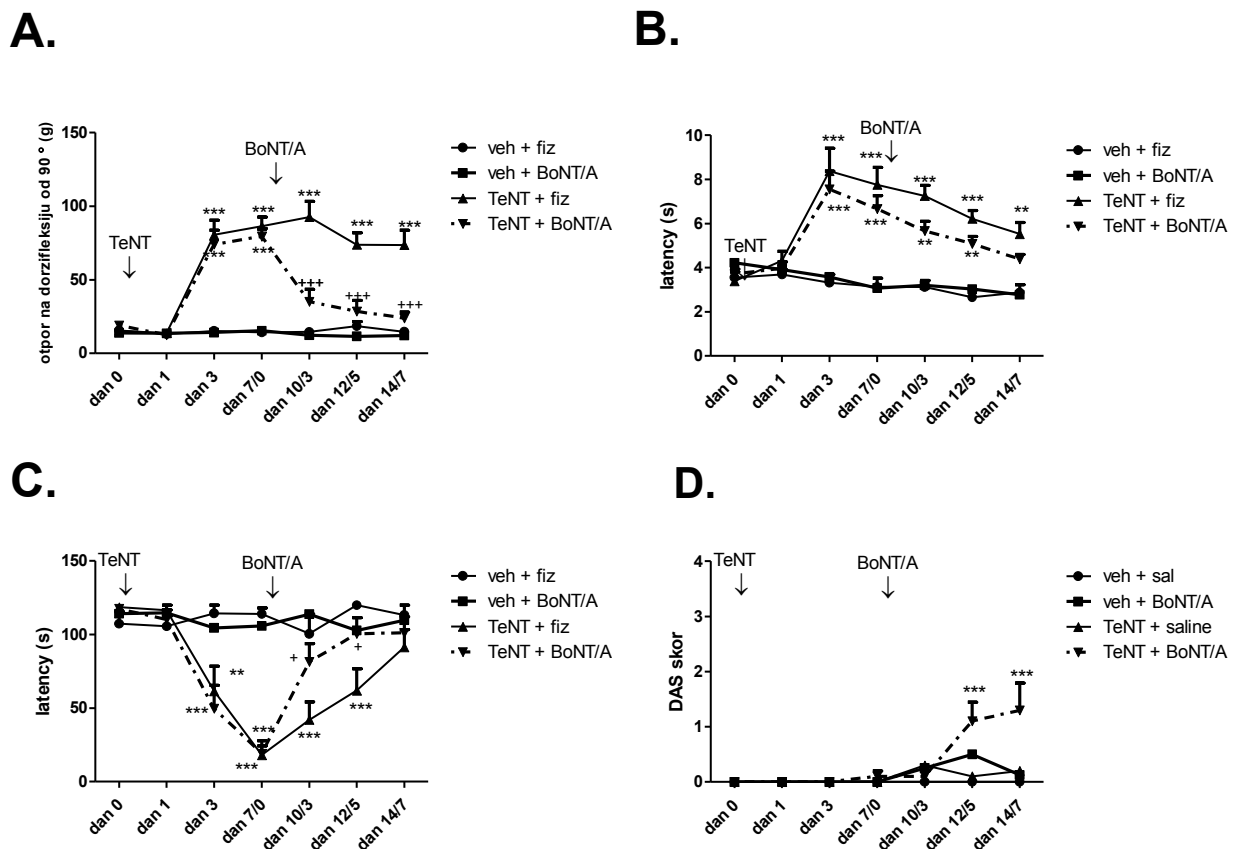 A.
otpor na dorzifleksiju od 90 ° (g)
150
100
50
0
TeNT
BoNT/A
***
***
***
***
***
***
***
+++
+++
+++
dan 0
dan 1
dan 3
dan 7/0
dan 10/3
dan 12/5
dan 14/7
veh + fiz
veh + BoNT/A
TeNT + fiz
TeNT + BoNT/A
B.
latency (s)
10
8
6
4
2
0
TeNT
BoNT/A
***
***
***
***
**
***
***
**
**
dan 0
dan 1
dan 3
dan 7/0
dan 10/3
dan 12/5
dan 14/7
veh + fiz
veh + BoNT/A
TeNT + fiz
TeNT + BoNT/A
C.
latency (s)
150
100
50
0
TeNT
BoNT/A
**
***
***
***
***
***
+
+
dan 0
dan 1
dan 3
dan 7/0
dan 10/3
dan 12/5
dan 14/7
veh + fiz
veh + BoNT/A
TeNT + fiz
TeNT + BoNT/A
D.
DAS skor
4
3
2
1
0
TeNT
BoNT/A
***
***
dan 0
dan 1
dan 3
dan 7/0
dan 10/3
dan 12/5
dan 14/7
veh + sal
veh + BoNT/A
TeNT + saline
TeNT + BoNT/A